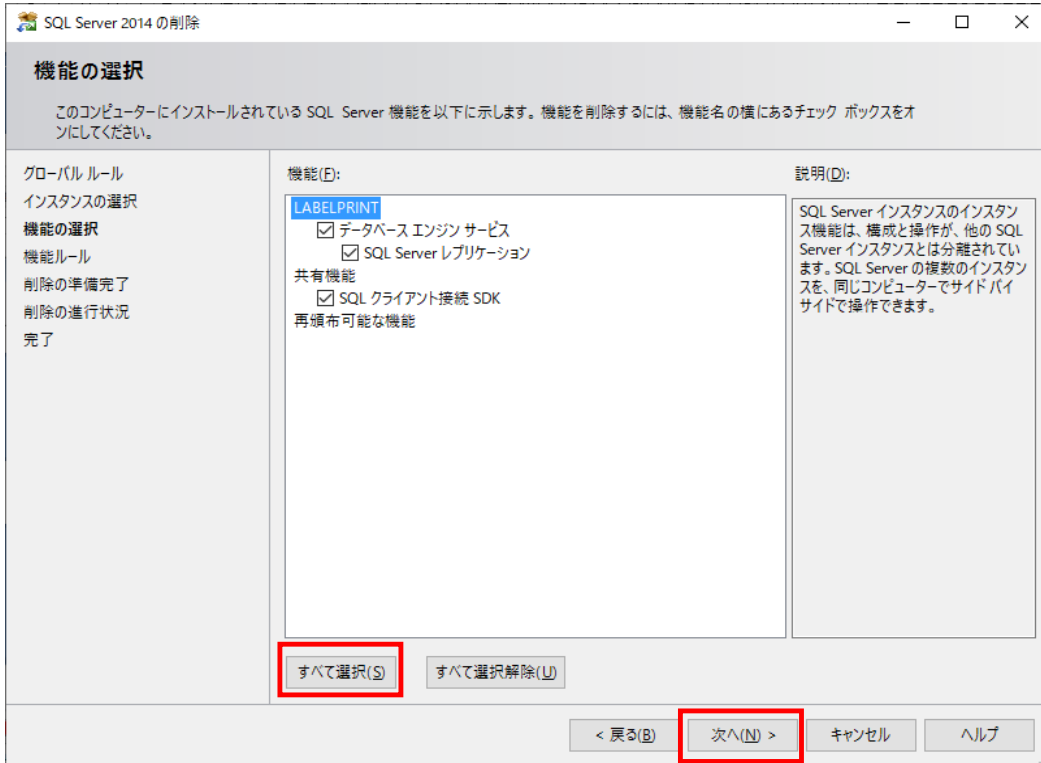 SQL Server 2014 の削除
機能の選択
このコンピューターにインストールされている SQL Server 機能を以下に示します。機能を削除するには、機能名の横にあるチェック ボックスをオ
ンにしてください。
グローバル ルール
インスタンスの選択
機能の選択
機能ルール
削除の準備完了
削除の進行状況
完了
機能(F):
LABELPRINT
データベース エンジン サービス
SQL Server レプリケーション
共有機能
SQL クライアント接続 SDK
再頒布可能な機能
説明(D):
SQL Server インスタンスのインスタン
ス機能は、構成と操作が、他の SQL
Server インスタンスとは分離されてい
ます。SQL Server の複数のインスタン
スを、同じコンピューターでサイド バイ
サイドで操作できます。
すべて選択(S)
すべて選択解除(U)
< 戻る(B)
次へ(N) >
キャンセル
ヘルプ